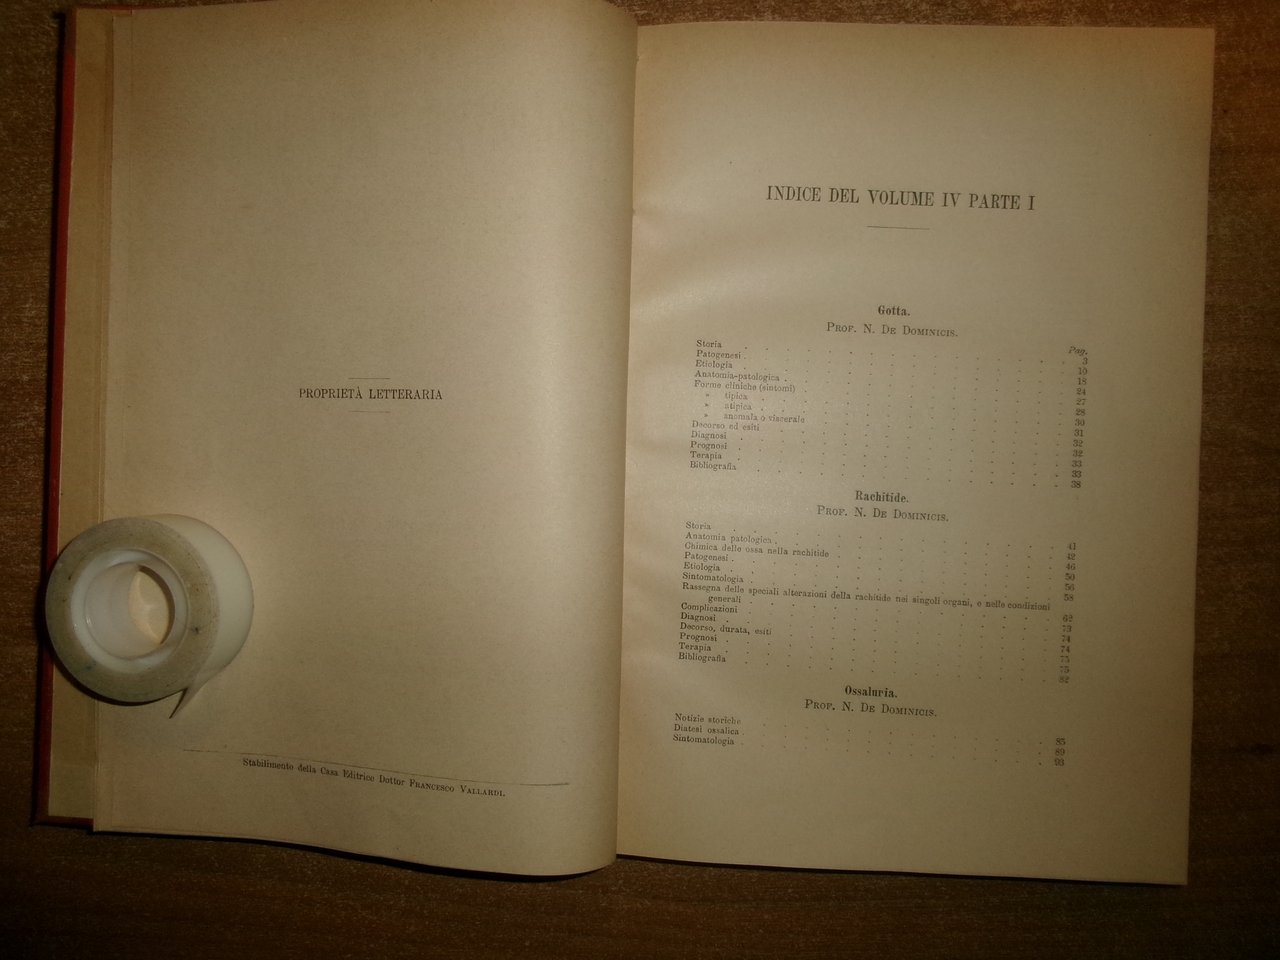 PROPRIETÀ LETTERARIA
Stabilimento della Casa Editrice Dottor FRANCESCO VALLARDI.
INDICE DEL VOLUME IV PARTE I
Gotta.
PROF. N. DE DOMINICIS.
Pag.
Storia . . . . . . . . . . 3
Patogenesi . . . . . . . . . . 10
Etiologia . . . . . . . . . . 18
Anatomia-patologica . . . . . . . . . . 24
Forme cliniche (sintomi) . . . . . . . . . . 27
» tipica . . . . . . . . . . 28
» atipica . . . . . . . . . . 30
» anomala o viscerale . . . . . . . . . . 31
Decorso ed esiti . . . . . . . . . . 32
Diagnosi . . . . . . . . . . 32
Prognosi . . . . . . . . . . 33
Terapia . . . . . . . . . . 33
Bibliografia . . . . . . . . . . 38
Rachitide.
PROF. N. DE DOMINICIS.
Storia . . . . . . . . . . 41
Anatomia patologica . . . . . . . . . . 42
Chimica delle ossa nella rachitide . . . . . . . . . . 46
Patogenesi . . . . . . . . . . 50
Etiologia . . . . . . . . . . 56
Sintomatologia . . . . . . . . . . 58
Rassegna delle speciali alterazioni della rachitide nei singoli organi, e nelle condizioni
generali . . . . . . . . . . 62
Complicazioni . . . . . . . . . . 73
Diagnosi . . . . . . . . . . 74
Decorso, durata, esiti . . . . . . . . . . 74
Prognosi . . . . . . . . . . 75
Terapia . . . . . . . . . . 75
Bibliografia . . . . . . . . . . 82
Ossaluria.
PROF. N. DE DOMINICIS.
Notizie storiche . . . . . . . . . . 85
Diatesi ossalica . . . . . . . . . . 89
Sintomatologia . . . . . . . . . . 93